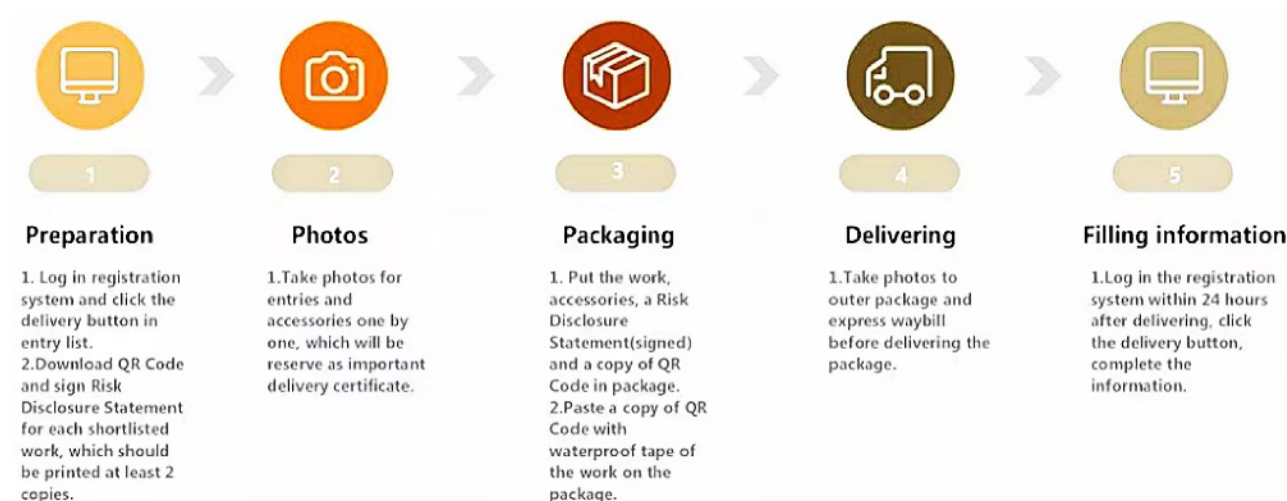 1
Preparation
1. Log in registration
system and click the
delivery button in
entry list.
2.Download QR Code
and sign Risk
Disclosure Statement
for each shortlisted
work, which should
be printed at least 2
copies.
2
Photos
1.Take photos for
entries and
accessories one by
one, which will be
reserve as important
delivery certificate.
3
Packaging
1. Put the work,
accessories, a Risk
Disclosure
Statement(signed)
and a copy of QR
Code in package.
2.Paste a copy of QR
Code with
waterproof tape of
the work on the
package.
4
Delivering
1.Take photos to
outer package and
express waybill
before delivering the
package.
5
Filling information
1.Log in the registration
system within 24 hours
after delivering, click
the delivery button,
complete the
information.